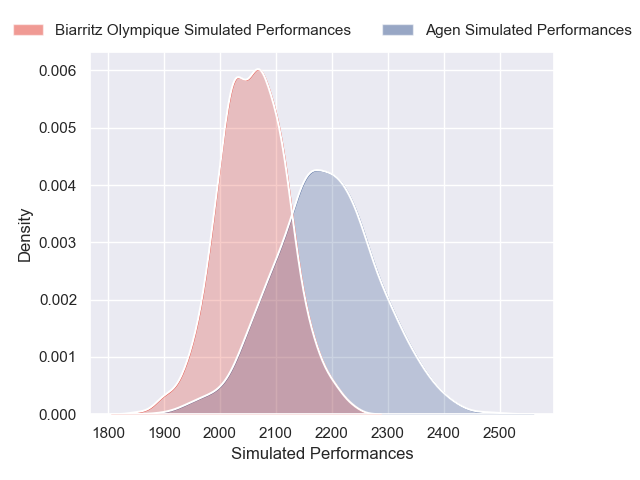 Biarritz Olympique Simulated Performances
Agen Simulated Performances
0.006
0.005
0.004
0.003
0.002
0.001
0.000
Density
1800 1900 2000 2100 2200 2300 2400 2500
Simulated Performances